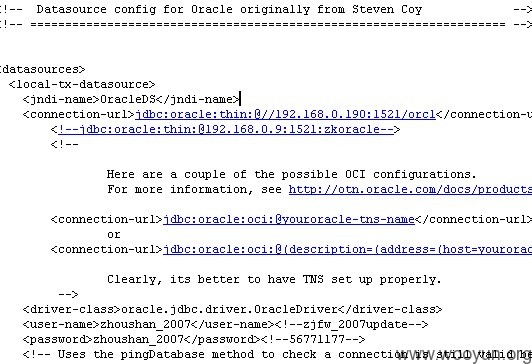 <!--  Datasource config for Oracle originally from Steven Coy  -->
<!-- ===================================================================== -->
<datasources>
<local-tx-datasource>
<jndi-name>OracleDS</jndi-name>
<connection-url>jdbc:oracle:thin:@//192.168.0.190:1521/orcl</connection-u
<!--jdbc:oracle:thin:@192.168.0.9:1521:zkoracle-->
<!--
Here are a couple of the possible OCI configurations.
For more information, see http://otn.oracle.com/docs/products
<connection-url>jdbc:oracle:oci:@youroracle-tns-name</connection-url>
or
<connection-url>jdbc:oracle:oci:@(description=(address=(host=yourorac
Clearly, its better to have TNS set up properly.
-->
<driver-class>oracle.jdbc.driver.OracleDriver</driver-class>
<user-name>zhoushan_2007</user-name><!--zjfw_2007update-->
<password>zhoushan_2007</password><!--56771177-->
<!-- Uses the pingDatabase method to check a connection is still valid